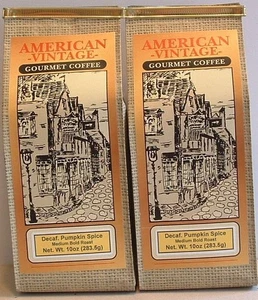 AMERICAN
-VINTAGE-
GOURMET COFFEE
Decaf. Pumpkin Spice
Medium Bold Roast
Net. Wt. 10oz (283.5g)
AMERICAN
-VINTAGE-
GOURMET COFFEE
Decaf. Pumpkin Spice
Medium Bold Roast
Net. Wt. 10oz (283.5g)